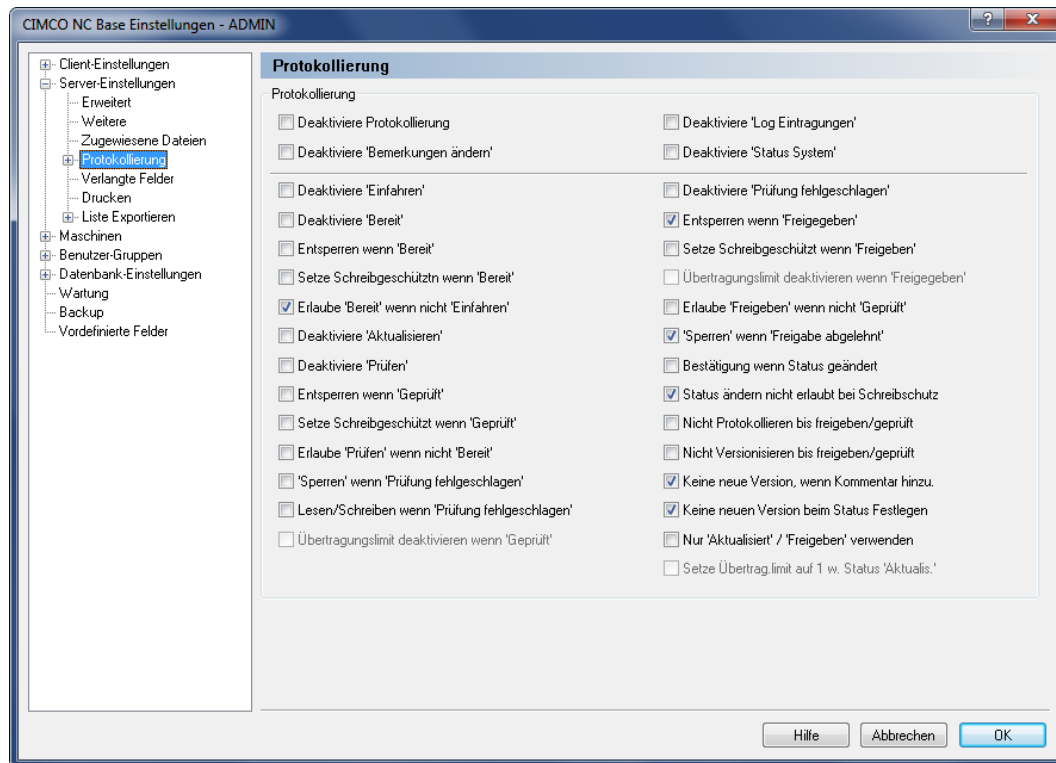 CIMCO NC Base Einstellungen - ADMIN
Client-Einstellungen
Server-Einstellungen
Erweitert
Weitere
Zugewiesene Dateien
Protokollierung
Verlangte Felder
Drucken
Liste Exportieren
Maschinen
Benutzer-Gruppen
Datenbank-Einstellungen
Wartung
Backup
Vordefinierte Felder
Protokollierung
Protokollierung
Deaktiviere Protokollierung
Deaktiviere 'Bemerkungen ändern'
Deaktiviere 'Log Eintragungen'
Deaktiviere 'Status System'
Deaktiviere 'Einfahren'
Deaktiviere 'Bereit'
Entsperren wenn 'Bereit'
Setze Schreibgeschütztn wenn 'Bereit'
Erlaube 'Bereit' wenn nicht 'Einfahren'
Deaktiviere 'Aktualisieren'
Deaktiviere 'Prüfen'
Entsperren wenn 'Geprüft'
Setze Schreibgeschützt wenn 'Geprüft'
Erlaube 'Prüfen' wenn nicht 'Bereit'
'Sperren' wenn 'Prüfung fehlgeschlagen'
Lesen/Schreiben wenn 'Prüfung fehlgeschlagen'
Übertragungslimit deaktivieren wenn 'Geprüft'
Deaktiviere 'Prüfung fehlgeschlagen'
Entsperren wenn 'Freigegeben'
Setze Schreibgeschützt wenn 'Freigeben'
Übertragungslimit deaktivieren wenn 'Freigegeben'
Erlaube 'Freigeben' wenn nicht 'Geprüft'
'Sperren' wenn 'Freigabe abgelehnt'
Bestätigung wenn Status geändert
Status ändern nicht erlaubt bei Schreibschutz
Nicht Protokollieren bis freigeben/geprüft
Nicht Versionisieren bis freigeben/geprüft
Keine neue Version, wenn Kommentar hinzu.
Keine neuen Version beim Status Festlegen
Nur 'Aktualisiert' / 'Freigeben' verwenden
Setze Übertrag.limit auf 1 w. Status 'Aktualis.'
Hilfe
Abbrechen
OK